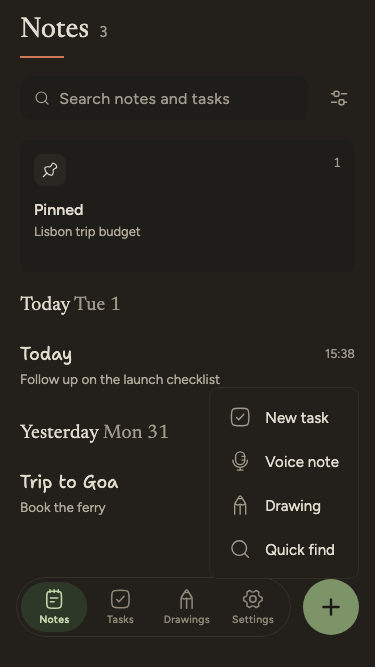 Notes 3
Search notes and tasks
1
Pinned
Lisbon trip budget
Today Tue 1
Today 15:38
Follow up on the launch checklist
Yesterday Mon 31
Trip to Goa
Book the ferry
New task
Voice note
Drawing
Quick find
Notes Tasks Drawings Settings